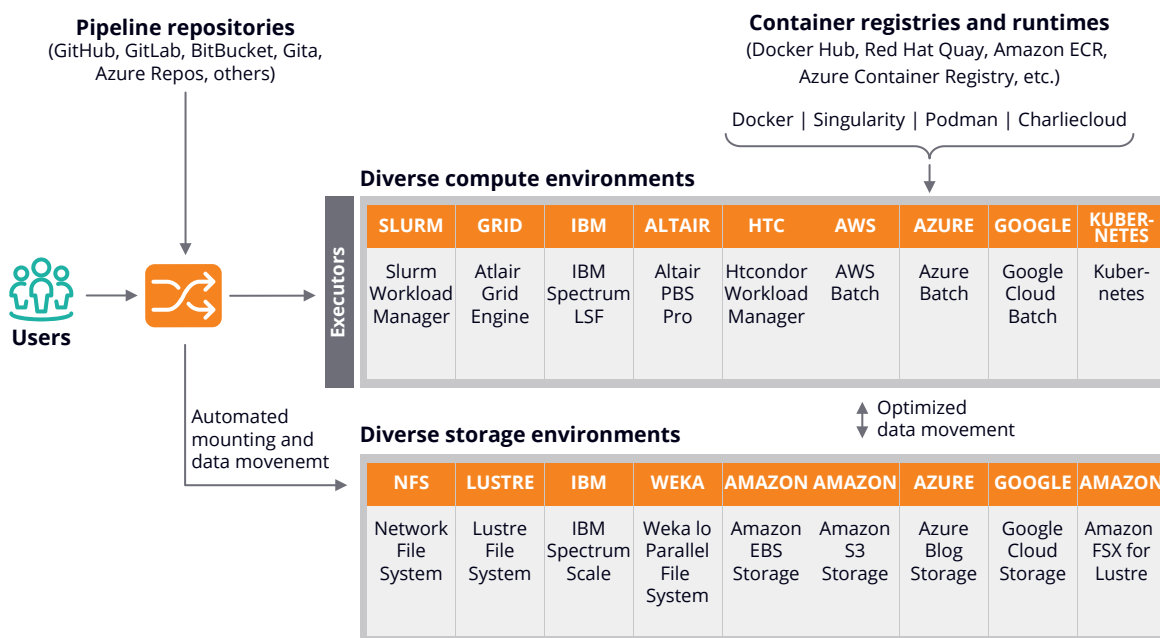 Pipeline repositories
(GitHub, GitLab, BitBucket, Gita,
Azure Repos, others)
Container registries and runtimes
(Docker Hub, Red Hat Quay, Amazon ECR,
Azure Container Registry, etc.)
Docker | Singularity | Podman | Charliecloud
Diverse compute environments
Executors
SLURM
GRID
IBM
ALTAIR
HTC
AWS
AZURE
GOOGLE
KUBER-
NETES
Slurm
Workload
Manager
Atlair
Grid
Engine
IBM
Spectrum
LSF
Altair
PBS
Pro
Htcondor
Workload
Manager
AWS
Batch
Azure
Batch
Google
Cloud
Batch
Kuber-
netes
Users
Automated
mounting and
data movenemt
Optimized
data movement
Diverse storage environments
NFS
LUSTRE
IBM
WEKA
AMAZON
AMAZON
AZURE
GOOGLE
AMAZON
Network
File
System
Lustre
File
System
IBM
Spectrum
Scale
Weka lo
Parallel
File
System
Amazon
EBS
Storage
Amazon
S3
Storage
Azure
Blog
Storage
Google
Cloud
Storage
Amazon
FSX for
Lustre